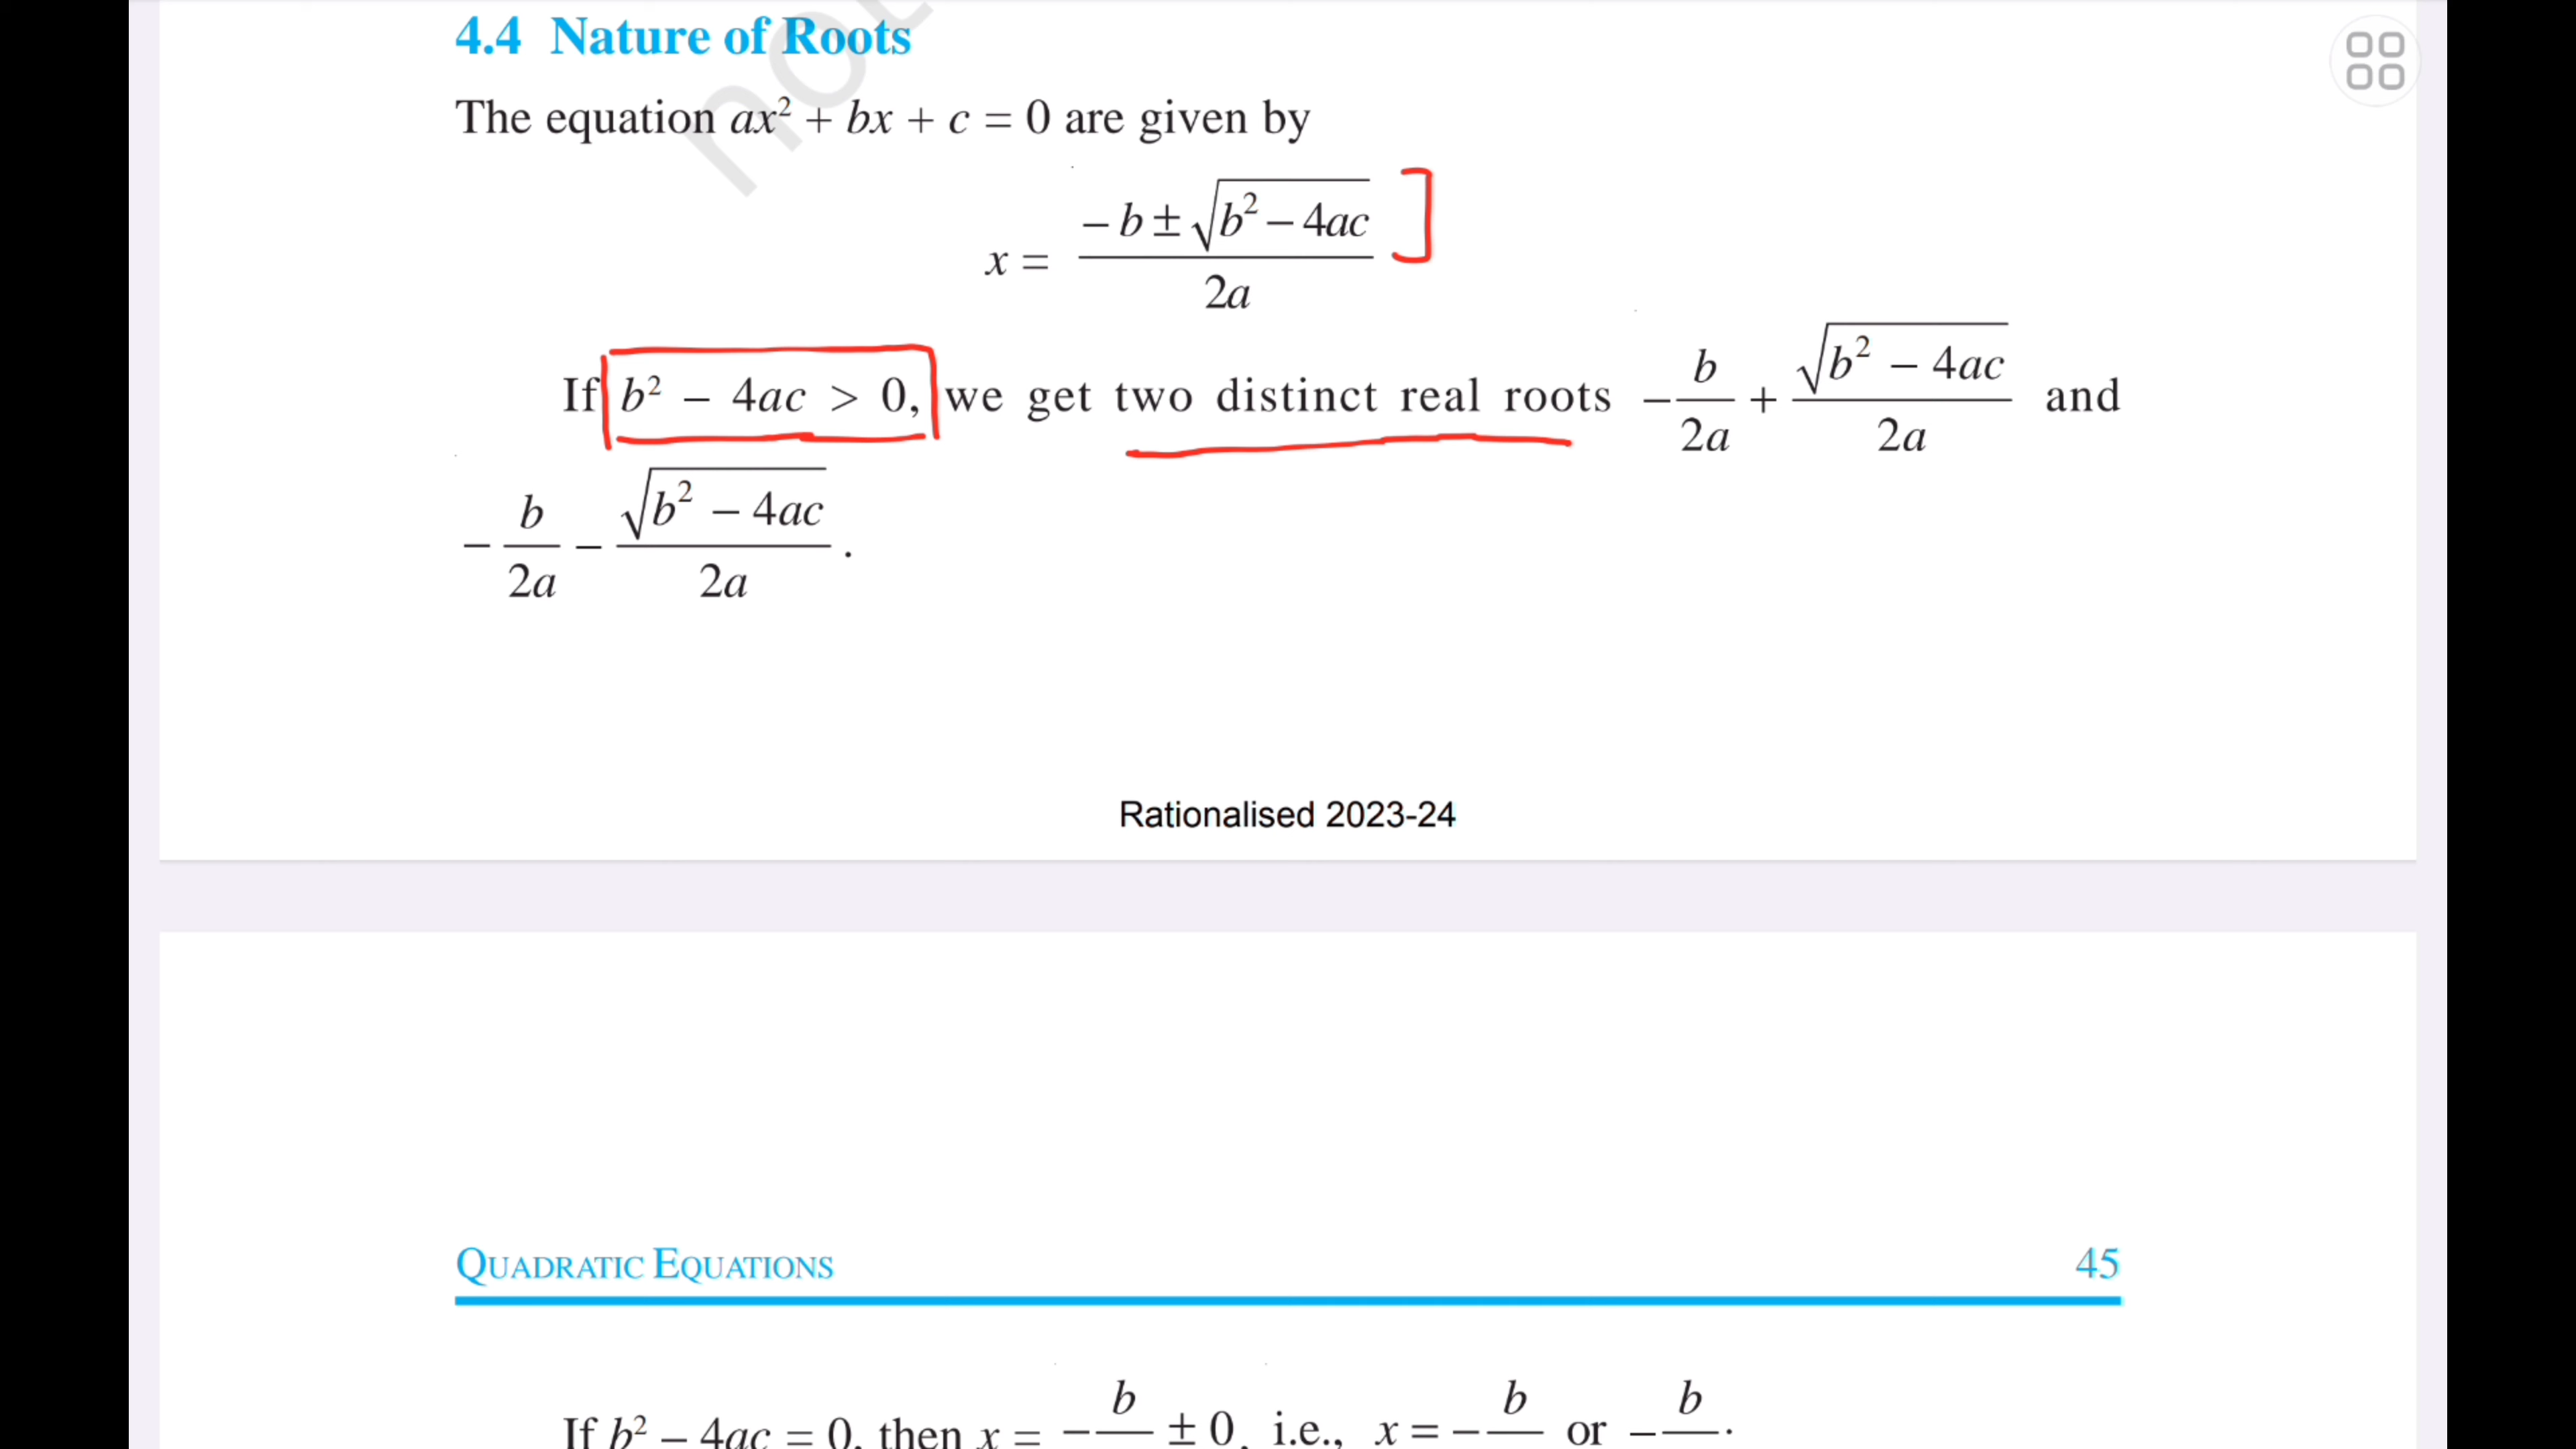 not
4.4 Nature of Roots
The equation ax² + bx + c = 0 are given by
x = (– b ± √(b² – 4ac)) / 2a
If b² – 4ac > 0, we get two distinct real roots – b/2a + √(b² – 4ac)/2a and
– b/2a – √(b² – 4ac)/2a .
Rationalised 2023-24
QUADRATIC EQUATIONS 45
If b² – 4ac = 0, then x = – b ± 0, i.e., x = – b or – b .